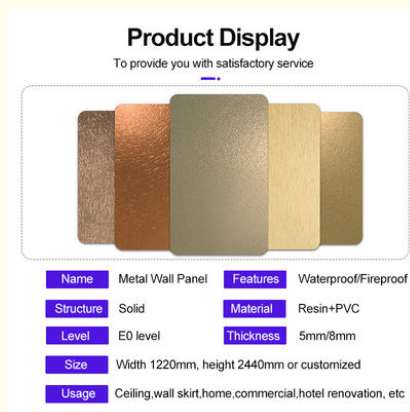 Product Display
To provide you with satisfactory service
Name Metal Wall Panel Features Waterproof/Fireproof
Structure Solid Material Resin+PVC
Level E0 level Thickness 5mm/8mm
Size Width 1220mm, height 2440mm or customized
Usage Ceiling,wall skirt,home,commercial,hotel renovation, etc